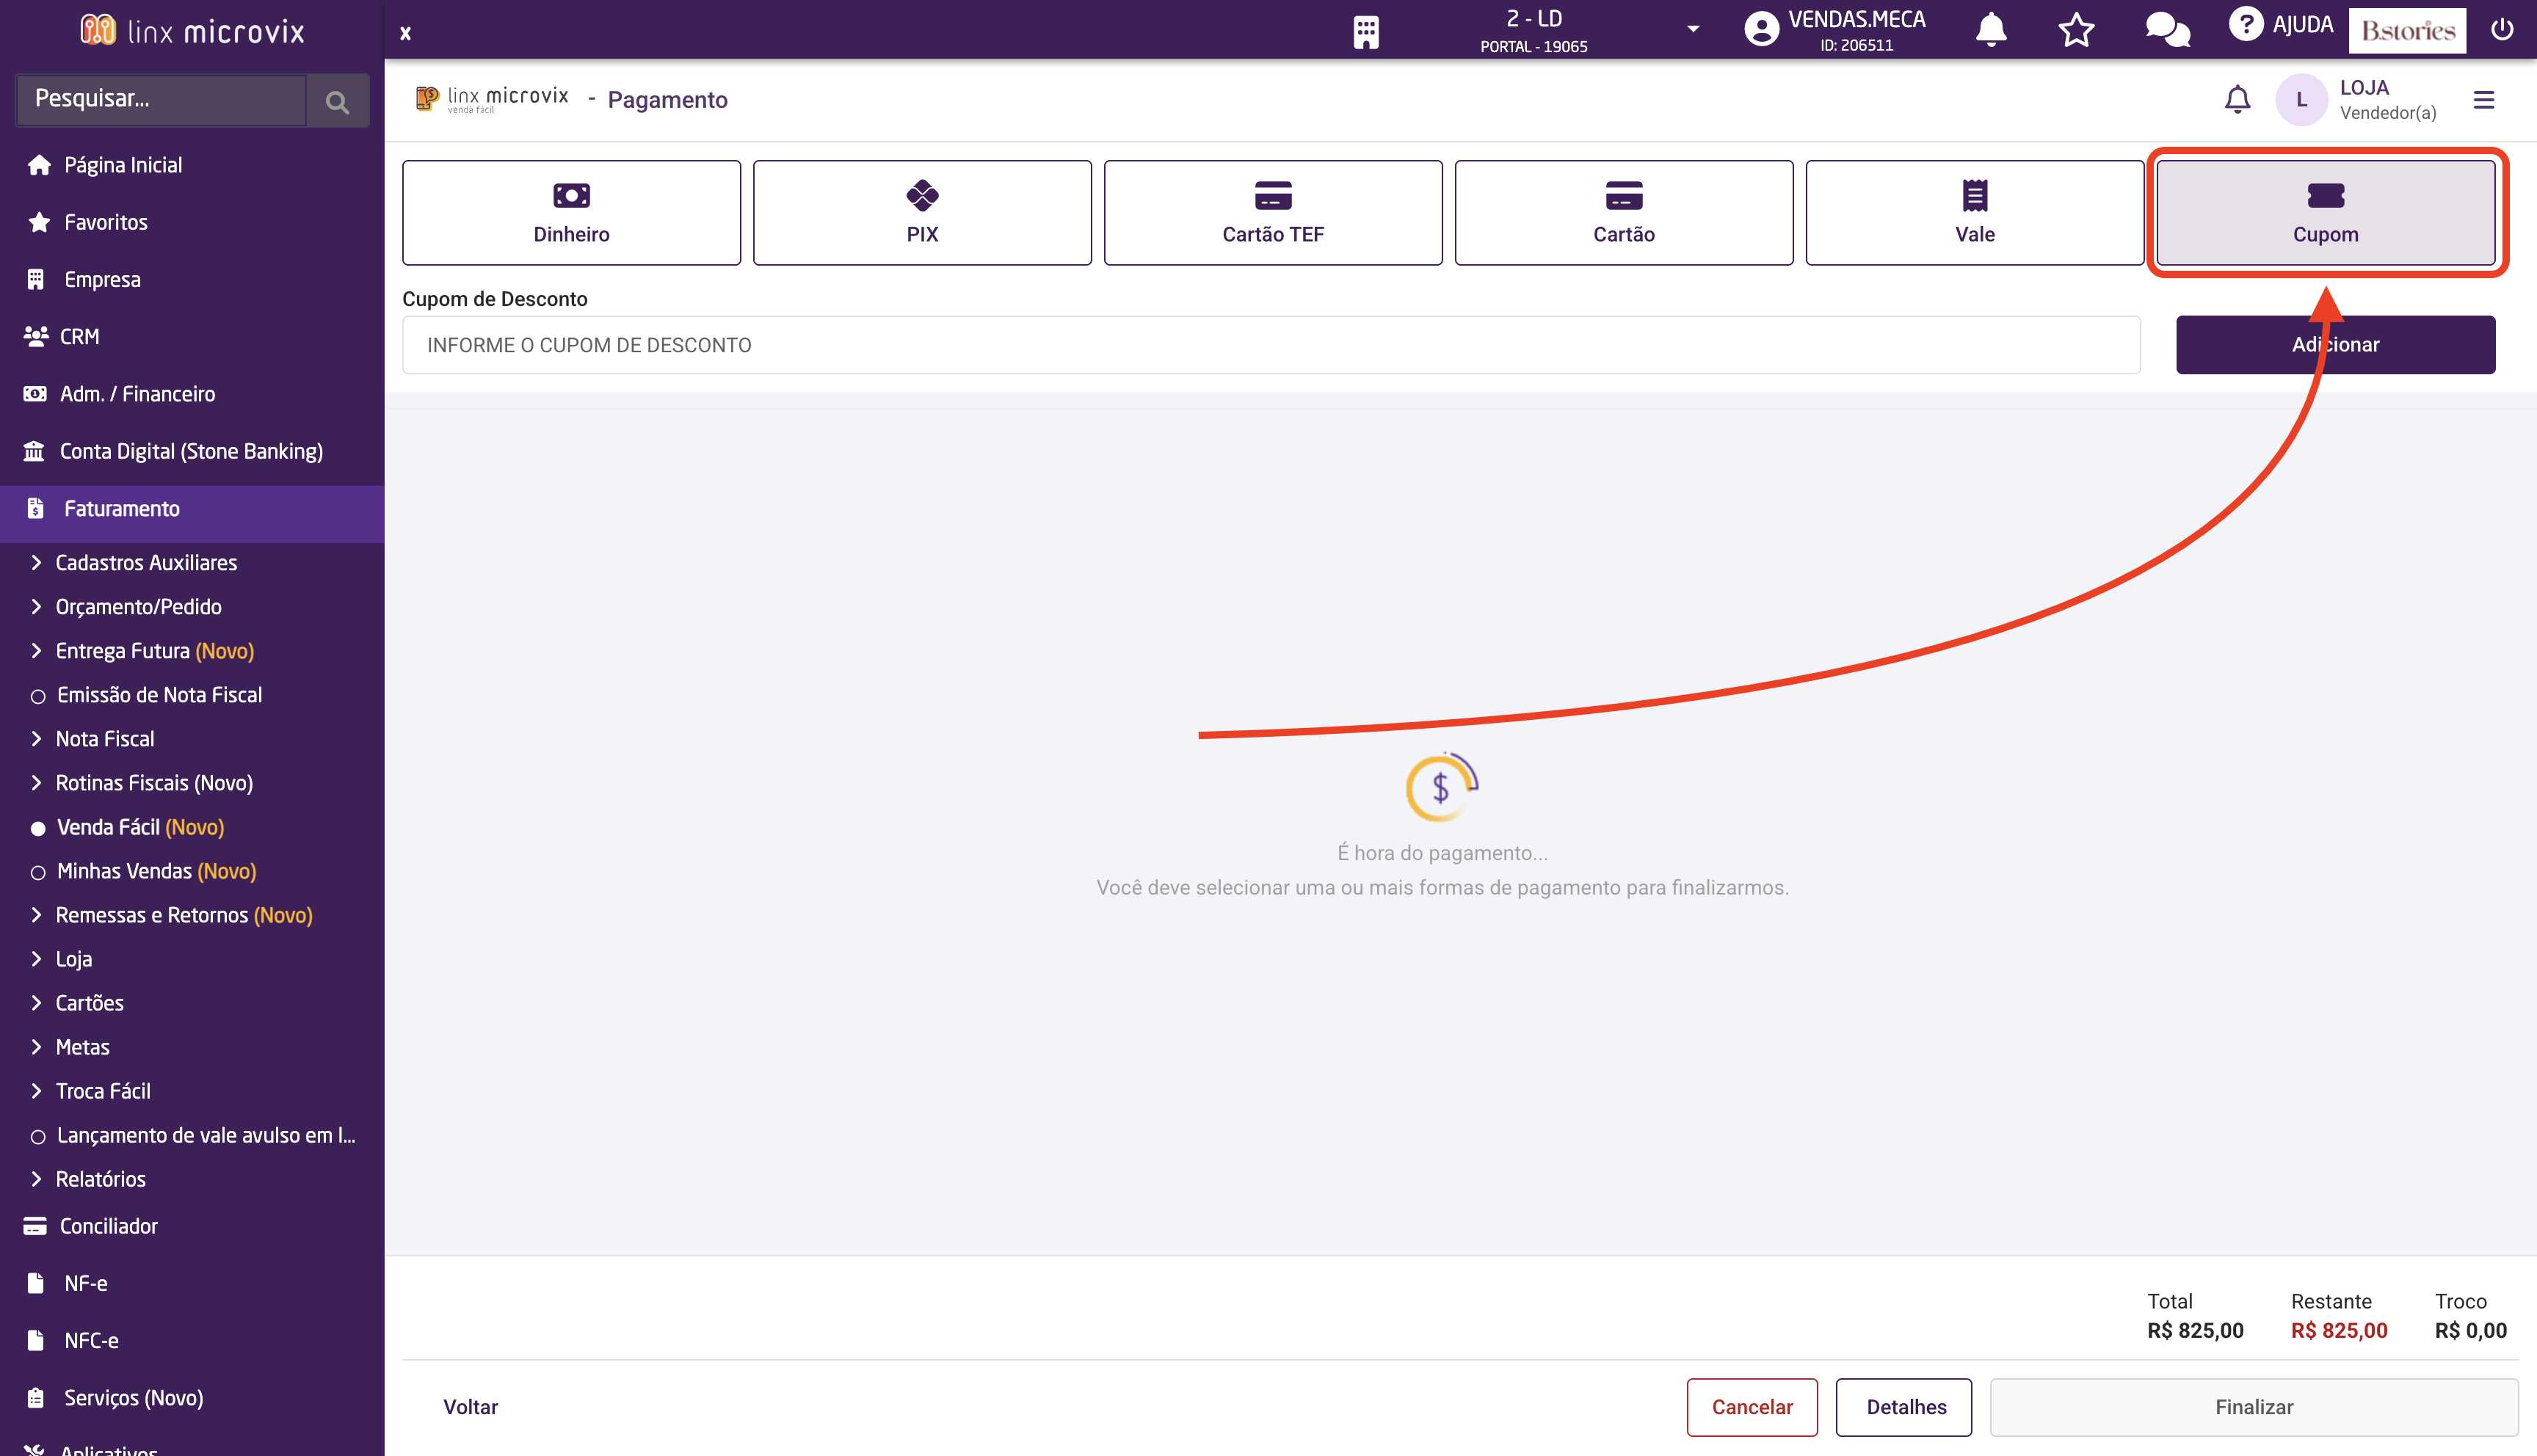 linx microvix
x
2 - LD
PORTAL - 19065
VENDAS.MECA
ID: 206511
? AJUDA
B.stories
Pesquisar...
Página Inicial
Favoritos
Empresa
CRM
Adm. / Financeiro
Conta Digital (Stone Banking)
Faturamento
Cadastros Auxiliares
Orçamento/Pedido
Entrega Futura (Novo)
Emissão de Nota Fiscal
Nota Fiscal
Rotinas Fiscais (Novo)
Venda Fácil (Novo)
Minhas Vendas (Novo)
Remessas e Retornos (Novo)
Loja
Cartões
Metas
Troca Fácil
Lançamento de vale avulso em l...
Relatórios
Conciliador
NF-e
NFC-e
Serviços (Novo)
Aplicativos
linx microvix
venda fácil
- Pagamento
L
LOJA
Vendedor(a)
Dinheiro
PIX
Cartão TEF
Cartão
Vale
Cupom
Cupom de Desconto
INFORME O CUPOM DE DESCONTO
Adicionar
$
É hora do pagamento...
Você deve selecionar uma ou mais formas de pagamento para finalizarmos.
Total
R$ 825,00
Restante
R$ 825,00
Troco
R$ 0,00
Voltar
Cancelar
Detalhes
Finalizar